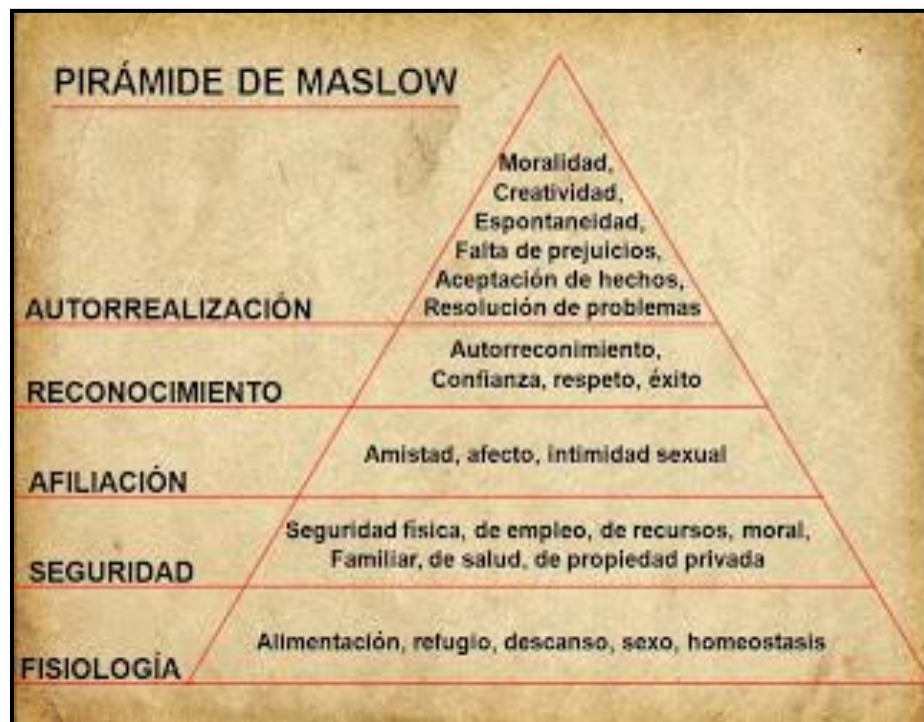 PIRÁMIDE DE MASLOW
Moralidad,
Creatividad,
Espontaneidad,
Falta de prejuicios,
Aceptación de hechos,
Resolución de problemas
AUTORREALIZACIÓN
Autorreconimiento,
Confianza, respeto, éxito
RECONOCIMIENTO
Amistad, afecto, intimidad sexual
AFILIACIÓN
Seguridad física, de empleo, de recursos, moral,
Familiar, de salud, de propiedad privada
SEGURIDAD
Alimentación, refugio, descanso, sexo, homeostasis
FISIOLOGÍA